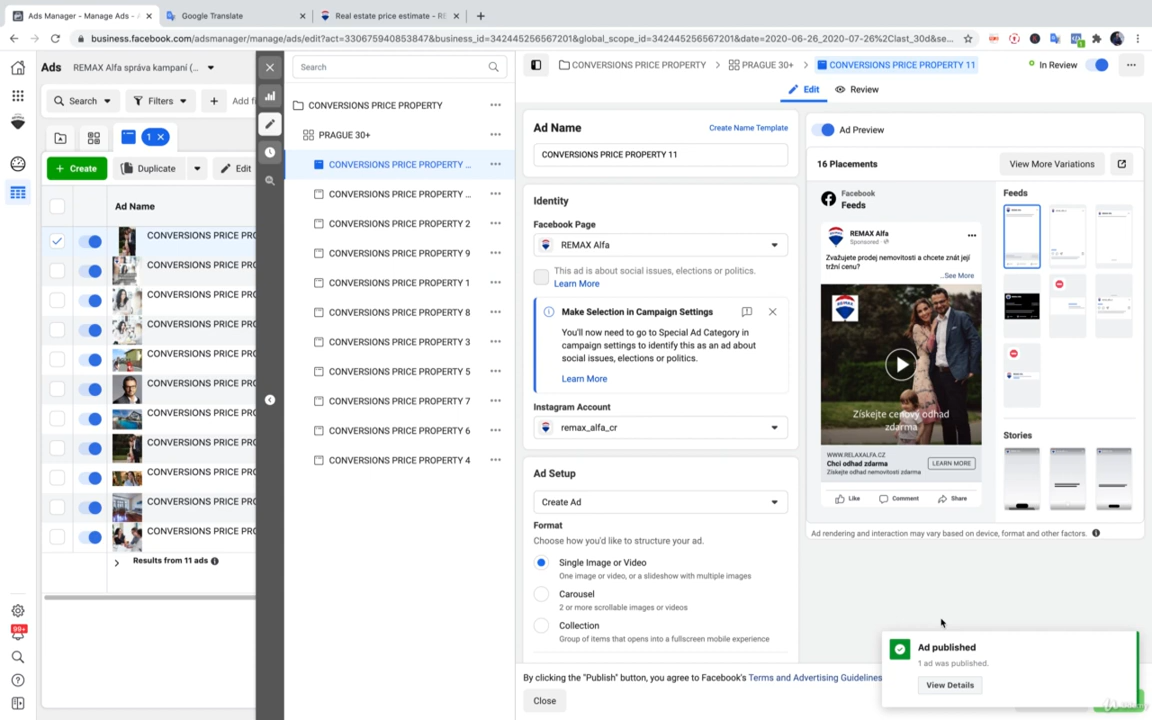 Ads Manager - Manage Ads - 
Google Translate
Real estate price estimate - RE
business.facebook.com/adsmanager/manage/ads/edit?act=330675940853847&business_id=342445256567201&global_scope_id=342445256567201&date=2020-06-26_2020-07-26%2Clast_30d&se...
Ads
REMAX Alfa správa kampaní (...
Search
Filters
Add fi
1
Create
Duplicate
Edit
Ad Name
CONVERSIONS PRICE PRO
CONVERSIONS PRICE PRO
CONVERSIONS PRICE PRO
CONVERSIONS PRICE PRO
CONVERSIONS PRICE PRO
CONVERSIONS PRICE PRO
CONVERSIONS PRICE PRO
CONVERSIONS PRICE PRO
CONVERSIONS PRICE PRO
CONVERSIONS PRICE PRO
CONVERSIONS PRICE PRO
Results from 11 ads
99+
Search
CONVERSIONS PRICE PROPERTY
PRAGUE 30+
CONVERSIONS PRICE PROPERTY ...
CONVERSIONS PRICE PROPERTY ...
CONVERSIONS PRICE PROPERTY 2
CONVERSIONS PRICE PROPERTY 9
CONVERSIONS PRICE PROPERTY 1
CONVERSIONS PRICE PROPERTY 8
CONVERSIONS PRICE PROPERTY 3
CONVERSIONS PRICE PROPERTY 5
CONVERSIONS PRICE PROPERTY 7
CONVERSIONS PRICE PROPERTY 6
CONVERSIONS PRICE PROPERTY 4
CONVERSIONS PRICE PROPERTY
PRAGUE 30+
CONVERSIONS PRICE PROPERTY 11
In Review
Edit
Review
Ad Name
Create Name Template
CONVERSIONS PRICE PROPERTY 11
Identity
Facebook Page
REMAX Alfa
This ad is about social issues, elections or politics.
Learn More
Make Selection in Campaign Settings
You'll now need to go to Special Ad Category in
campaign settings to identify this as an ad about
social issues, elections or politics.
Learn More
Instagram Account
remax_alfa_cr
Ad Setup
Create Ad
Format
Choose how you'd like to structure your ad.
Single Image or Video
One image or video, or a slideshow with multiple images
Carousel
2 or more scrollable images or videos
Collection
Group of items that opens into a fullscreen mobile experience
By clicking the "Publish" button, you agree to Facebook's Terms and Advertising Guidelines
Close
Ad Preview
16 Placements
View More Variations
Facebook
Feeds
REMAX Alfa
Sponsored
Zvažujete prodej nemovitosti a chcete znát její
tržní cenu?
...See More
REMAX
Získejte cenový odhad
zdarma
WWW.RELAXALFA.CZ
Chci odhad zdarma
Získejte odhad nemovitosti zdarma
LEARN MORE
Like
Comment
Share
Feeds
Stories
Ad rendering and interaction may vary based on device, format and other factors.
Ad published
1 ad was published.
View Details